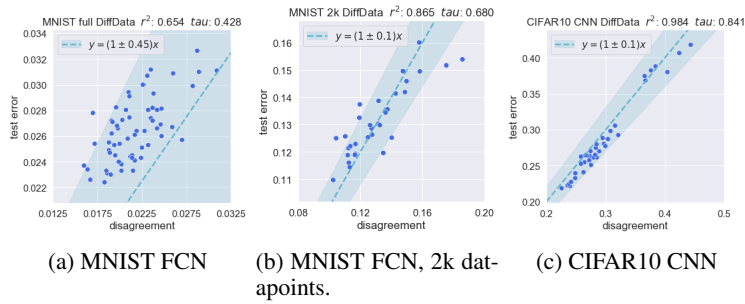 MNIST full DiffData r²: 0.654 tau: 0.428
y = (1 ± 0.45)x
test error
0.034
0.032
0.030
0.028
0.026
0.024
0.022
0.0125 0.0175 0.0225 0.0275 0.0325
disagreement
(a) MNIST FCN
MNIST 2k DiffData r²: 0.865 tau: 0.680
y = (1 ± 0.1)x
test error
0.16
0.15
0.14
0.13
0.12
0.11
0.08 0.12 0.16 0.20
disagreement
(b) MNIST FCN, 2k dat-
apoints.
CIFAR10 CNN DiffData r²: 0.984 tau: 0.841
y = (1 ± 0.1)x
test error
0.40
0.35
0.30
0.25
0.20
0.2 0.3 0.4 0.5
disagreement
(c) CIFAR10 CNN